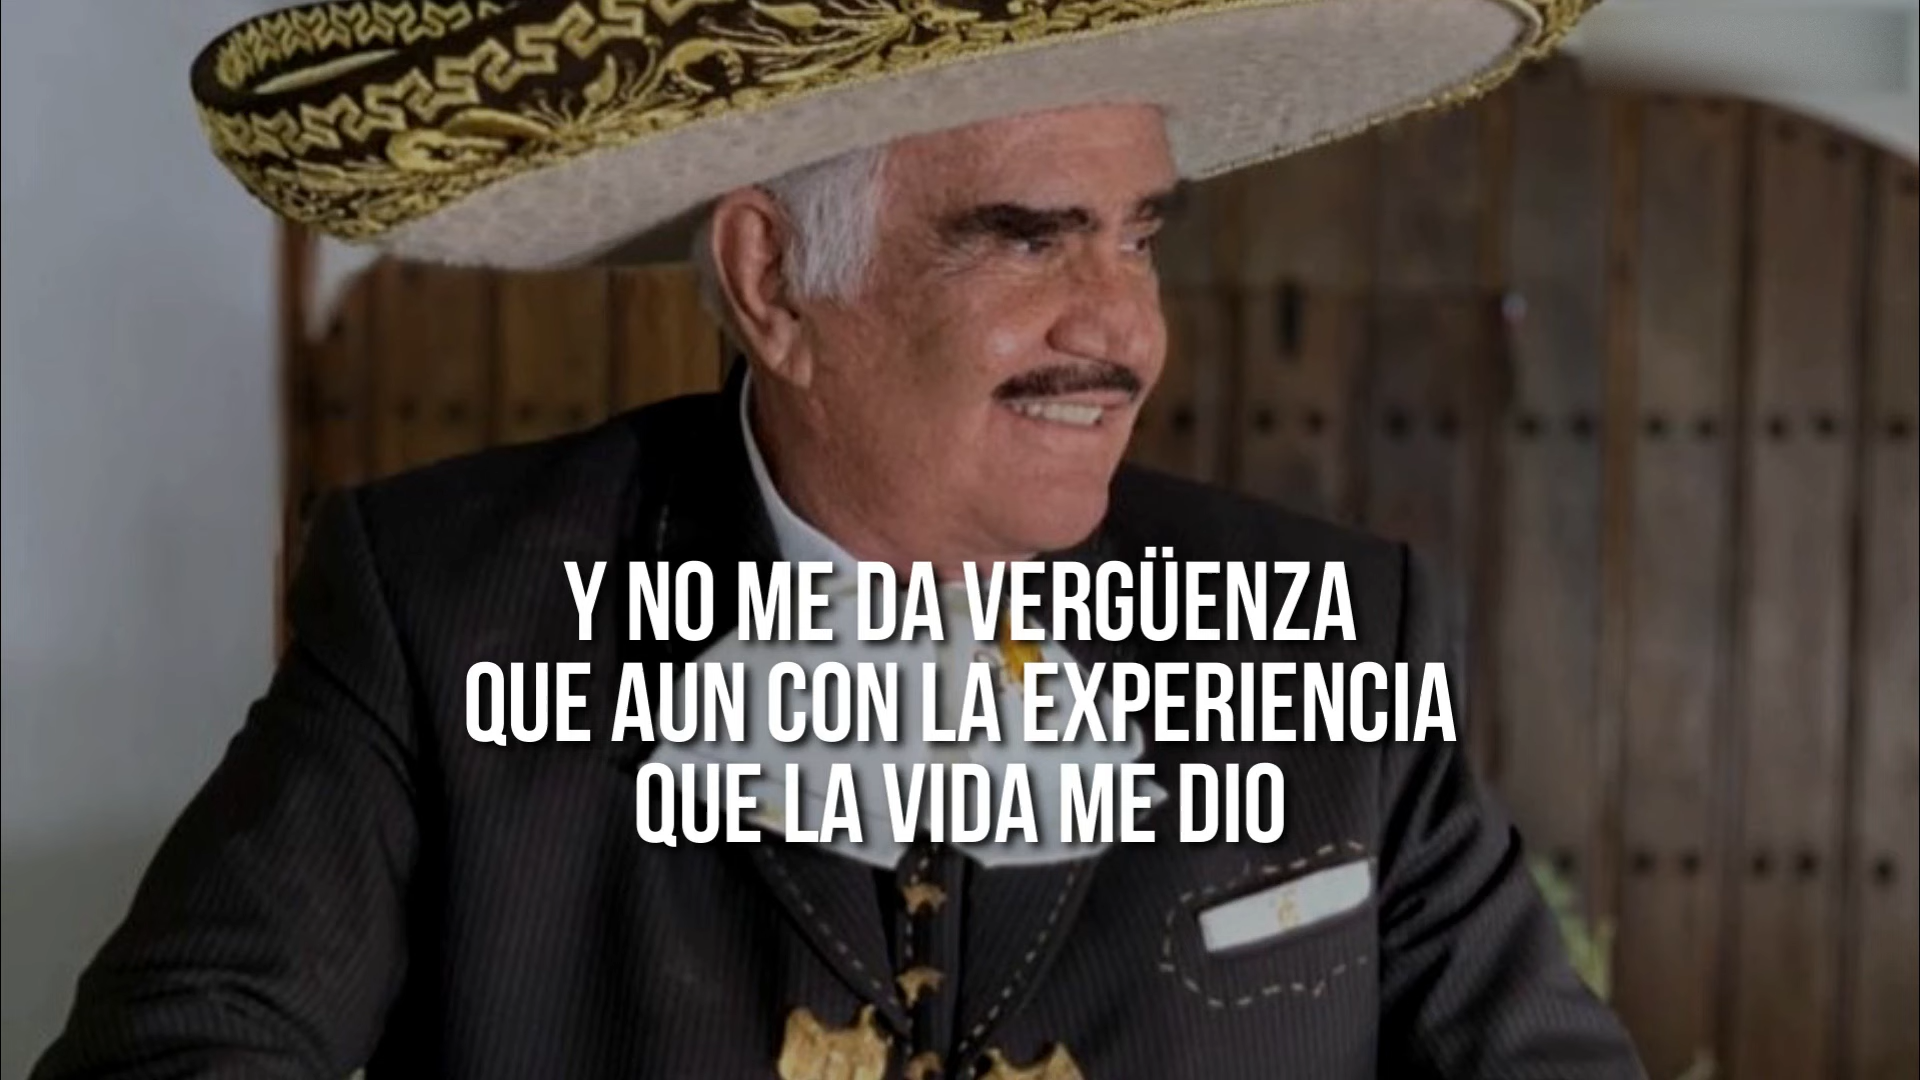 Y NO ME DA VERGÜENZA
QUE AUN CON LA EXPERIENCIA
QUE LA VIDA ME DIO